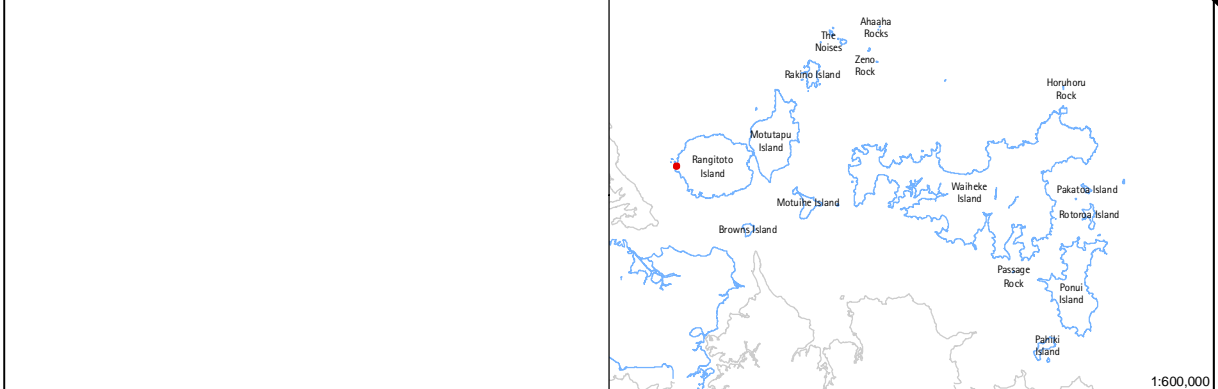 Ahaaha
Rocks
The
Noises
Zeno
Rock
Rakino Island
Horuhoru
Rock
Motutapu
Island
Rangitoto
Island
Waiheke
Island
Pakatoa Island
Motuihe Island
Rotoroa Island
Browns Island
Passage
Rock
Ponui
Island
Pahiki
Island
1:600,000